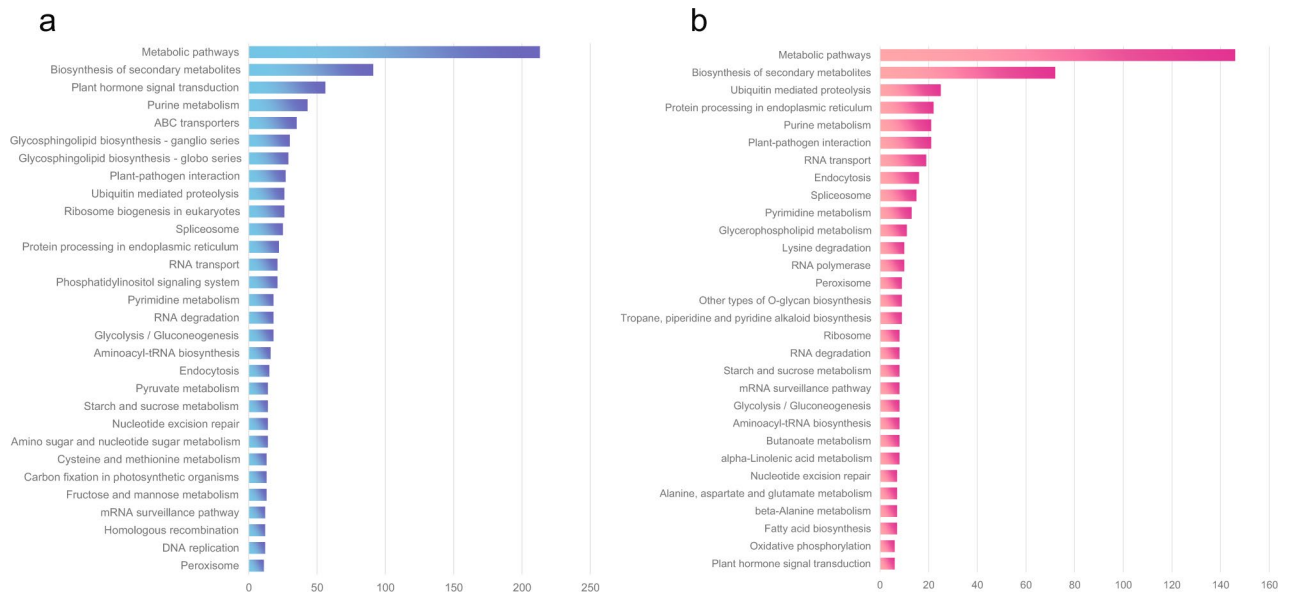 a
Metabolic pathways
Biosynthesis of secondary metabolites
Plant hormone signal transduction
Purine metabolism
ABC transporters
Glycosphingolipid biosynthesis - ganglio series
Glycosphingolipid biosynthesis - globo series
Plant-pathogen interaction
Ubiquitin mediated proteolysis
Ribosome biogenesis in eukaryotes
Spliceosome
Protein processing in endoplasmic reticulum
RNA transport
Phosphatidylinositol signaling system
Pyrimidine metabolism
RNA degradation
Glycolysis / Gluconeogenesis
Aminoacyl-tRNA biosynthesis
Endocytosis
Pyruvate metabolism
Starch and sucrose metabolism
Nucleotide excision repair
Amino sugar and nucleotide sugar metabolism
Cysteine and methionine metabolism
Carbon fixation in photosynthetic organisms
Fructose and mannose metabolism
mRNA surveillance pathway
Homologous recombination
DNA replication
Peroxisome
0 50 100 150 200 250
b
Metabolic pathways
Biosynthesis of secondary metabolites
Ubiquitin mediated proteolysis
Protein processing in endoplasmic reticulum
Purine metabolism
Plant-pathogen interaction
RNA transport
Endocytosis
Spliceosome
Pyrimidine metabolism
Glycerophospholipid metabolism
Lysine degradation
RNA polymerase
Peroxisome
Other types of O-glycan biosynthesis
Tropane, piperidine and pyridine alkaloid biosynthesis
Ribosome
RNA degradation
Starch and sucrose metabolism
mRNA surveillance pathway
Glycolysis / Gluconeogenesis
Aminoacyl-tRNA biosynthesis
Butanoate metabolism
alpha-Linolenic acid metabolism
Nucleotide excision repair
Alanine, aspartate and glutamate metabolism
beta-Alanine metabolism
Fatty acid biosynthesis
Oxidative phosphorylation
Plant hormone signal transduction
0 20 40 60 80 100 120 140 160